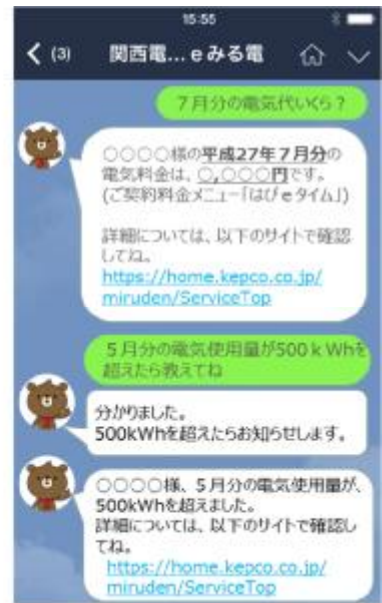 15:55
(3) 関西電...eみる電
7月分の電気代いくら？
○○○○様の平成27年7月分の
電気料金は、○,○○○円です。
(ご契約料金メニュー「はぴeタイム」)
詳細については、以下のサイトで確認
してね。
https://home.kepco.co.jp/
miruden/ServiceTop
5月分の電気使用量が500ｋWhを
超えたら教えてね
分かりました。
500kWhを超えたらお知らせします。
○○○○様、5月分の電気使用量が、
500kWhを超えました。
詳細については、以下のサイトで確認し
てね。
https://home.kepco.co.jp/
miruden/ServiceTop